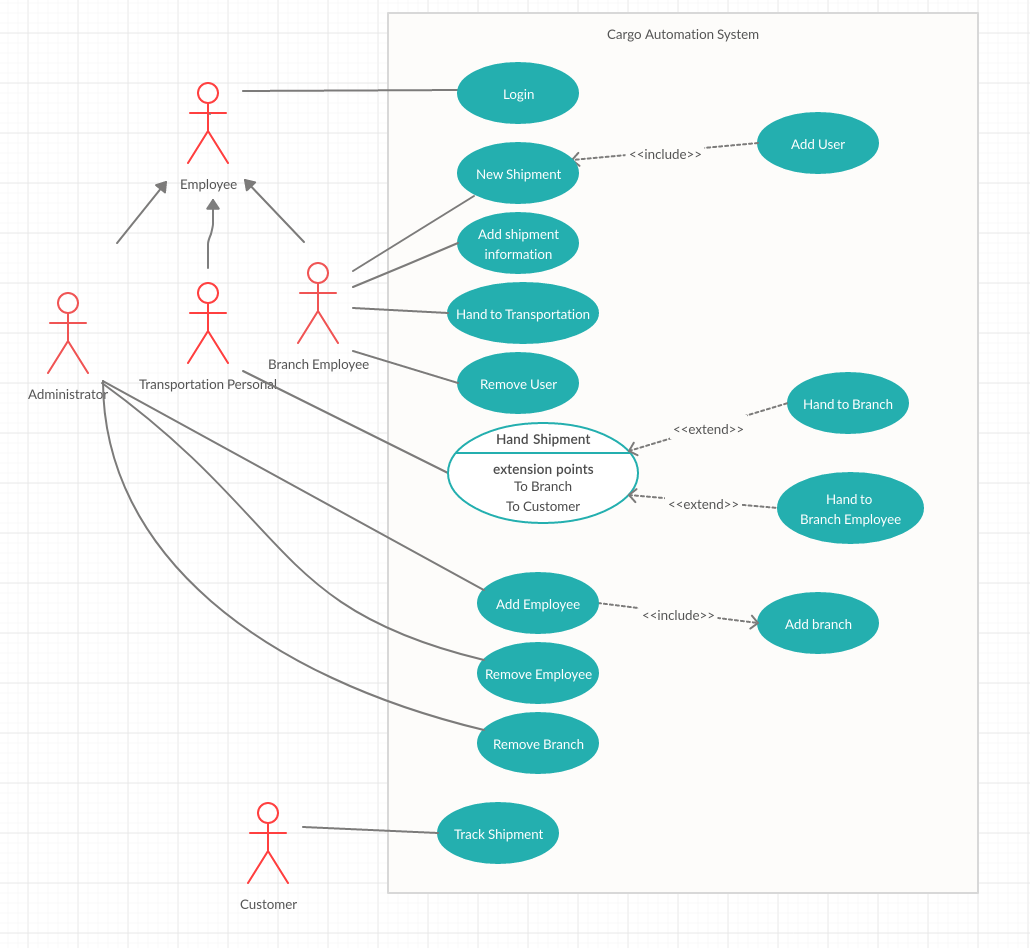 Cargo Automation System
Login
Add User
<<include>>
New Shipment
Employee
Add shipment
information
Hand to Transportation
Branch Employee
Transportation Personal
Administrator
Remove User
Hand to Branch
<<extend>>
Hand Shipment
extension points
To Branch
To Customer
<<extend>>
Hand to
Branch Employee
Add Employee
<<include>>
Add branch
Remove Employee
Remove Branch
Track Shipment
Customer